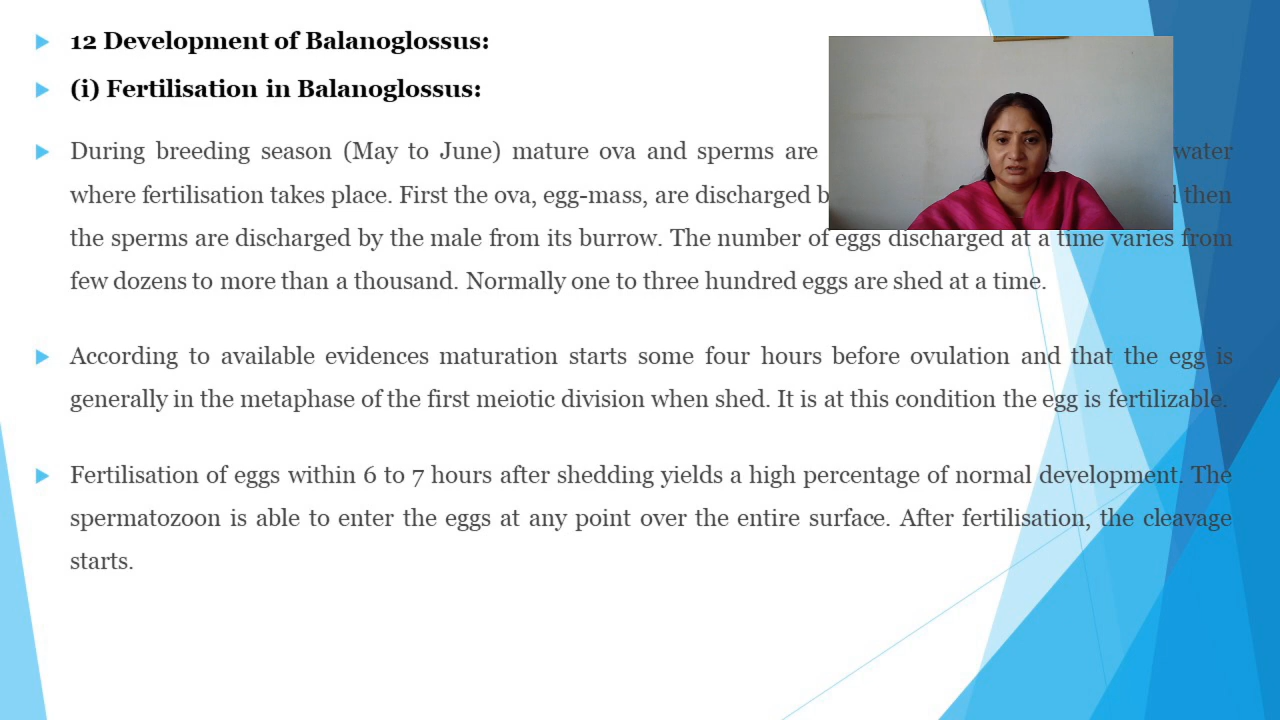 12 Development of Balanoglossus:
(i) Fertilisation in Balanoglossus:
During breeding season (May to June) mature ova and sperms are water
where fertilisation takes place. First the ova, egg-mass, are discharged then
the sperms are discharged by the male from its burrow. The number of eggs discharged at a time varies from
few dozens to more than a thousand. Normally one to three hundred eggs are shed at a time.
According to available evidences maturation starts some four hours before ovulation and that the egg is
generally in the metaphase of the first meiotic division when shed. It is at this condition the egg is fertilizable.
Fertilisation of eggs within 6 to 7 hours after shedding yields a high percentage of normal development. The
spermatozoon is able to enter the eggs at any point over the entire surface. After fertilisation, the cleavage
starts.